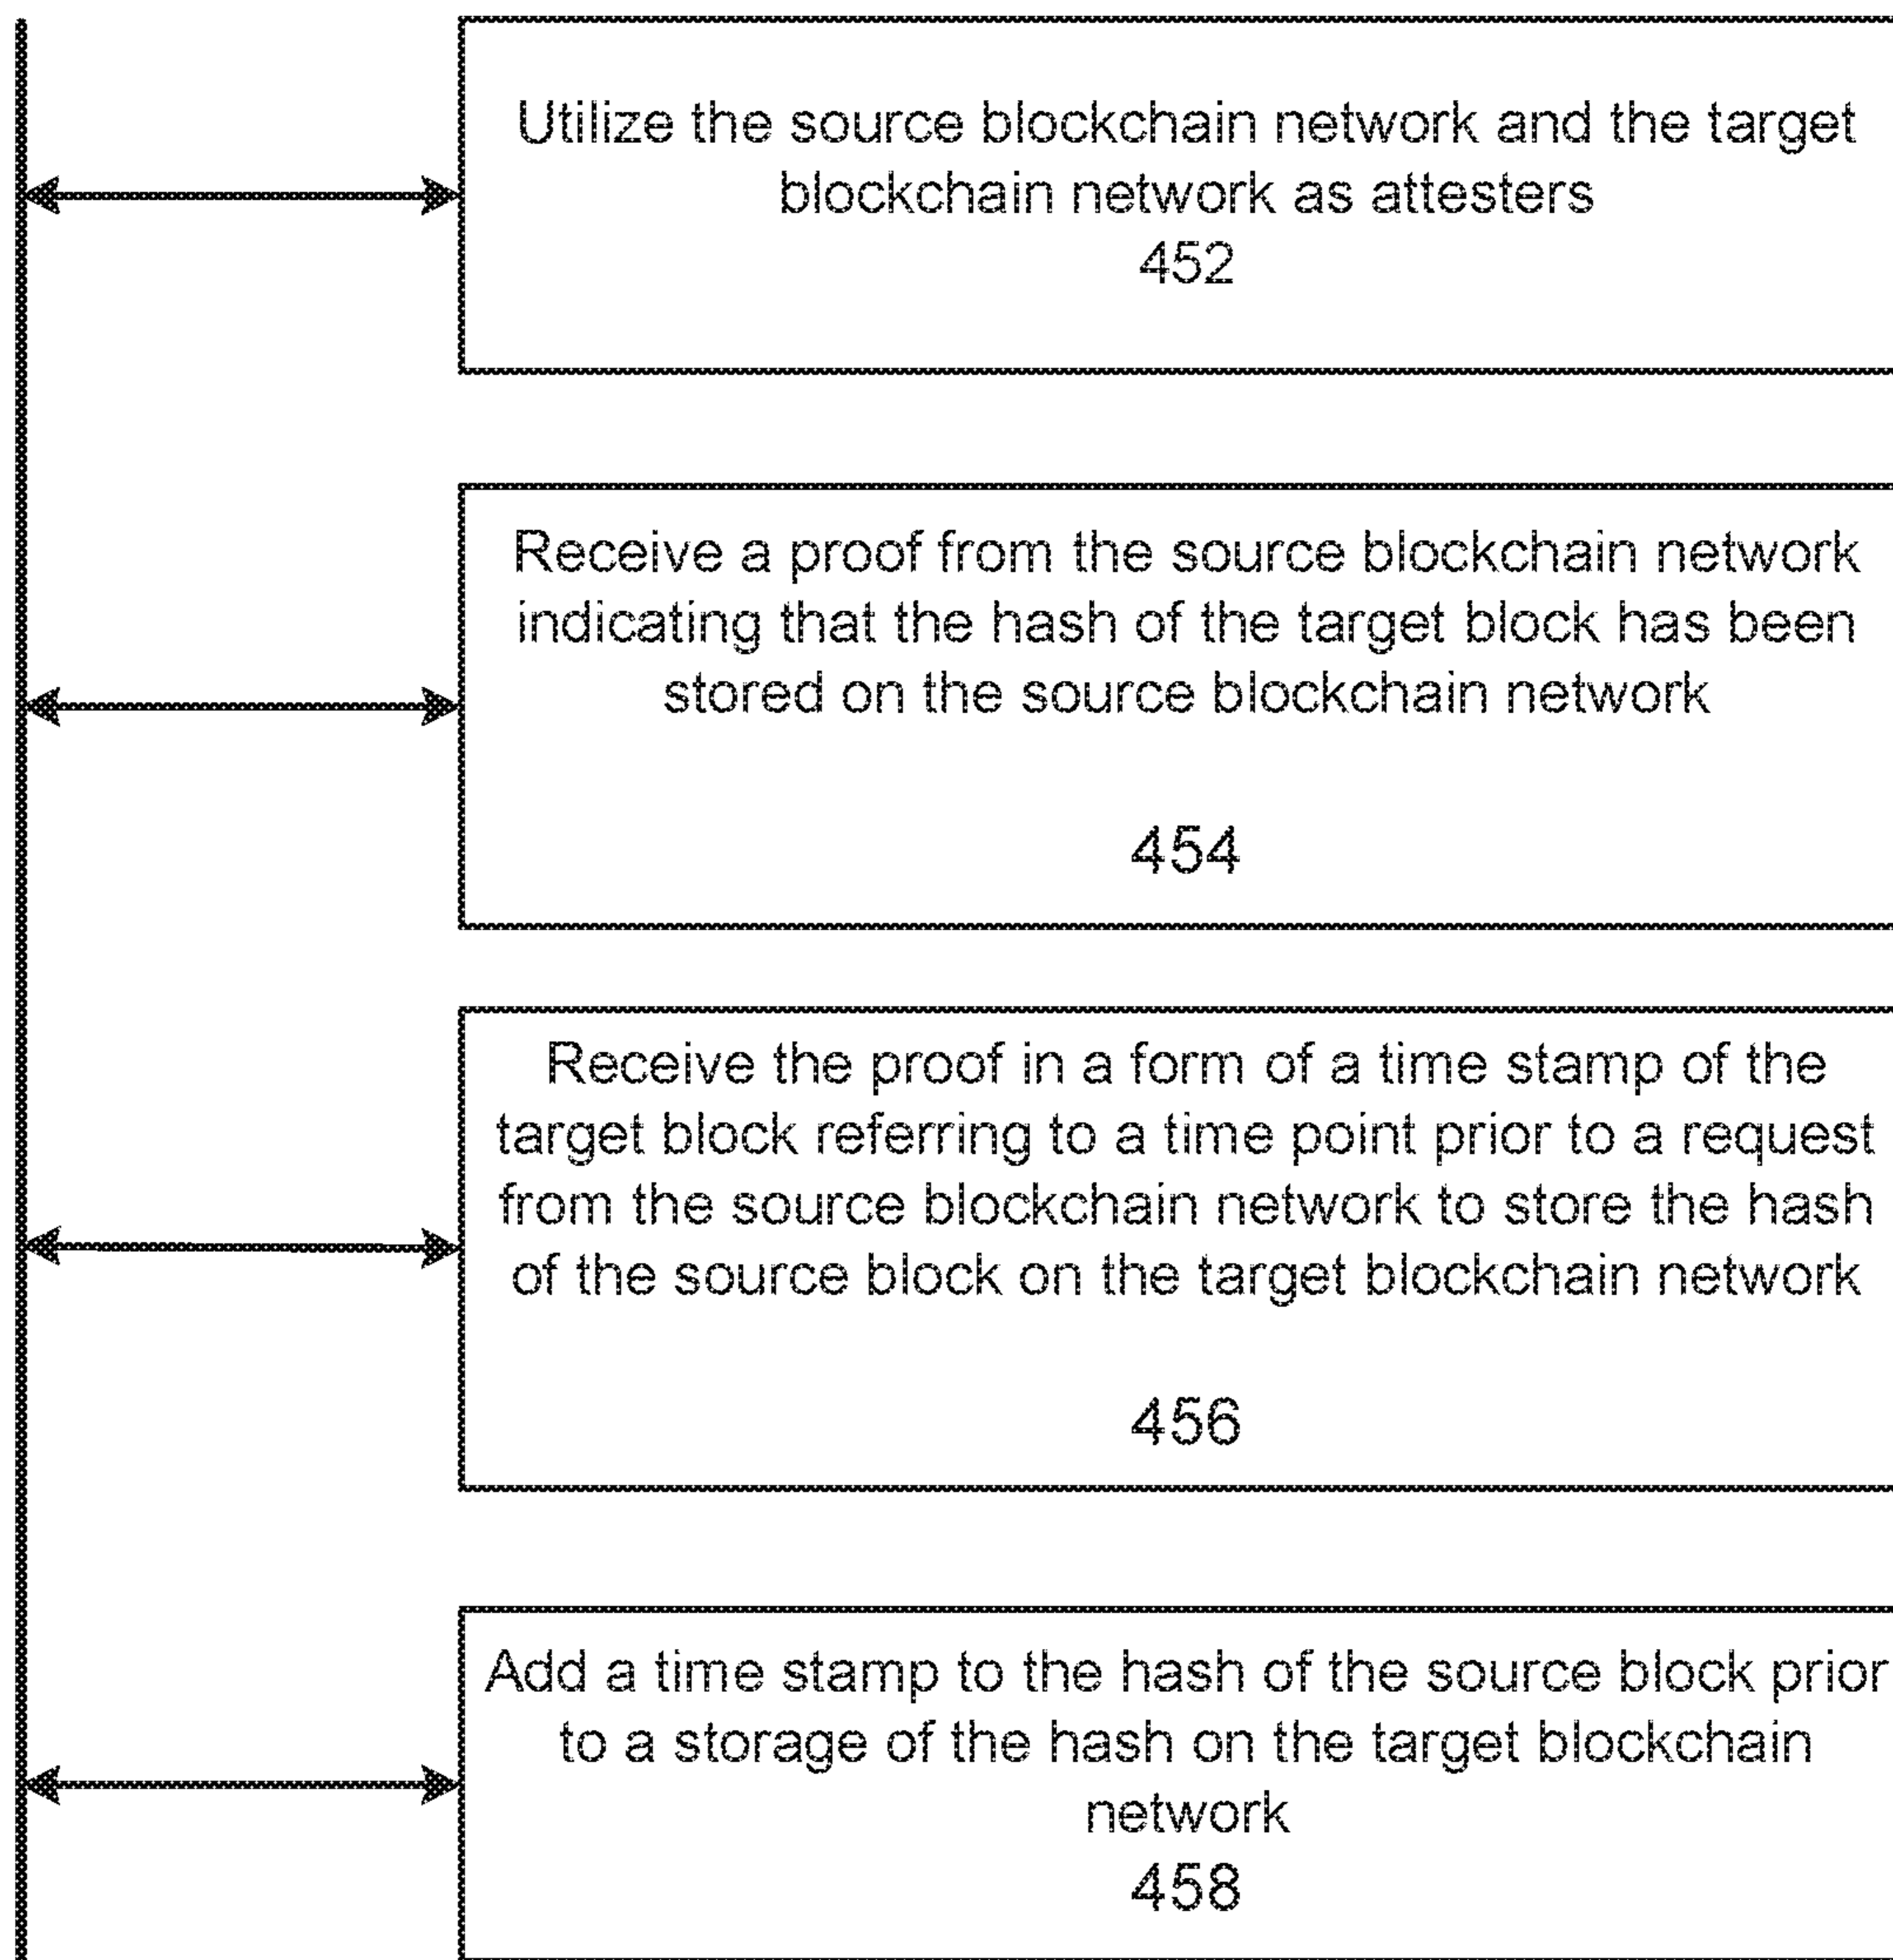 Utilize the source blockchain network and the target
blockchain network as attesters
452
Receive a proof from the source blockchain network
indicating that the hash of the target block has been
stored on the source blockchain network
454
Receive the proof in a form of a time stamp of the
target block referring to a time point prior to a request
from the source blockchain network to store the hash
of the source block on the target blockchain network
456
Add a time stamp to the hash of the source block prior
to a storage of the hash on the target blockchain
network
458